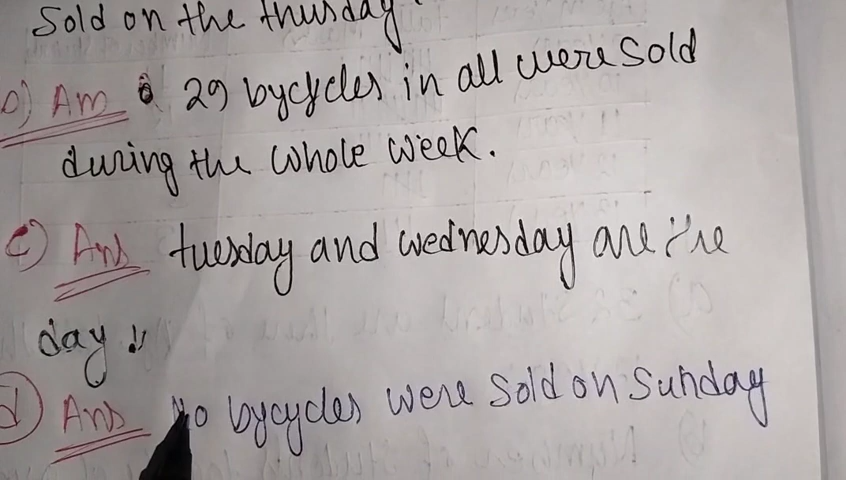 Sold on the thursday
b) Ans 29 bycycles in all were sold
during the whole week.
c) Ans tuesday and wednesday are the
day
d) Ans No bycycles were sold on Sunday